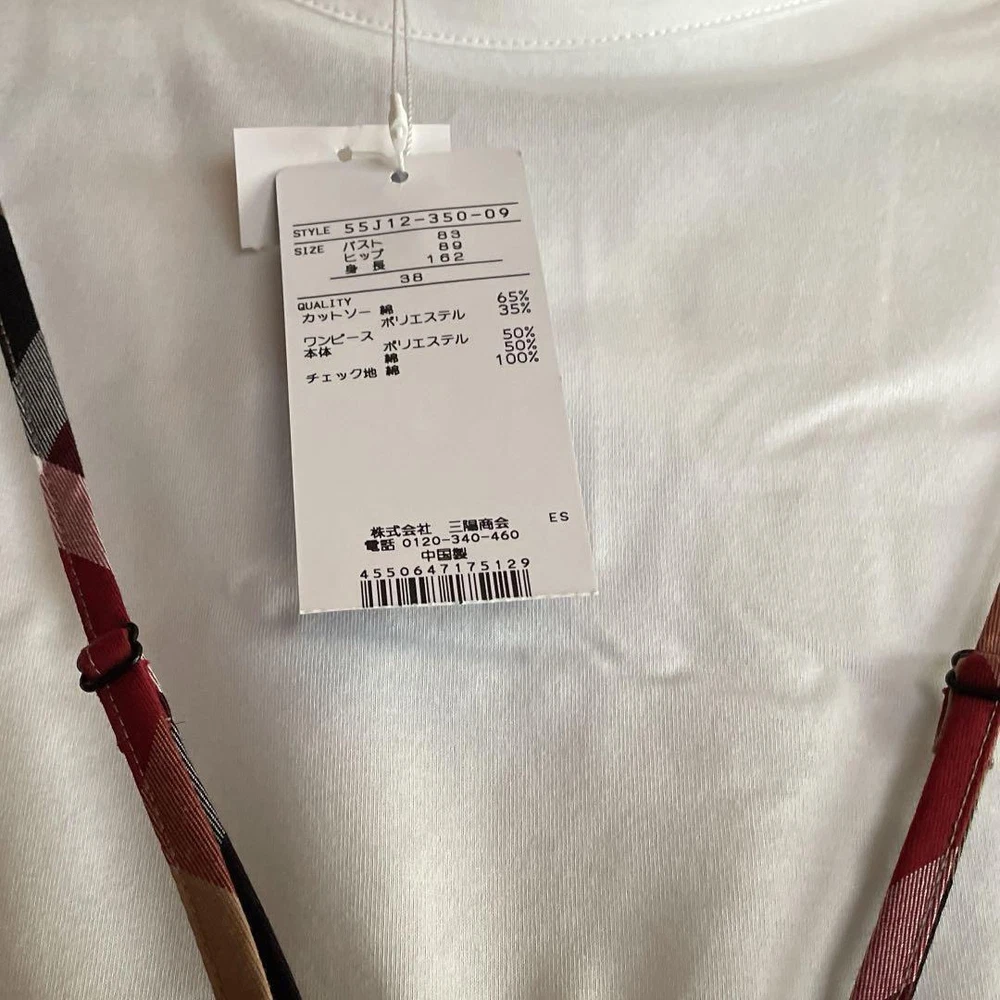 STYLE 55J12-350-09
SIZE バスト 83
ヒップ 89
身長 162
38
QUALITY
カットソー 綿 65%
ポリエステル 35%
ワンピース
本体 ポリエステル 50%
綿 50%
チェック地 綿 100%
ES
株式会社 三陽商会
電話 0120-340-460
中国製
4550647175129